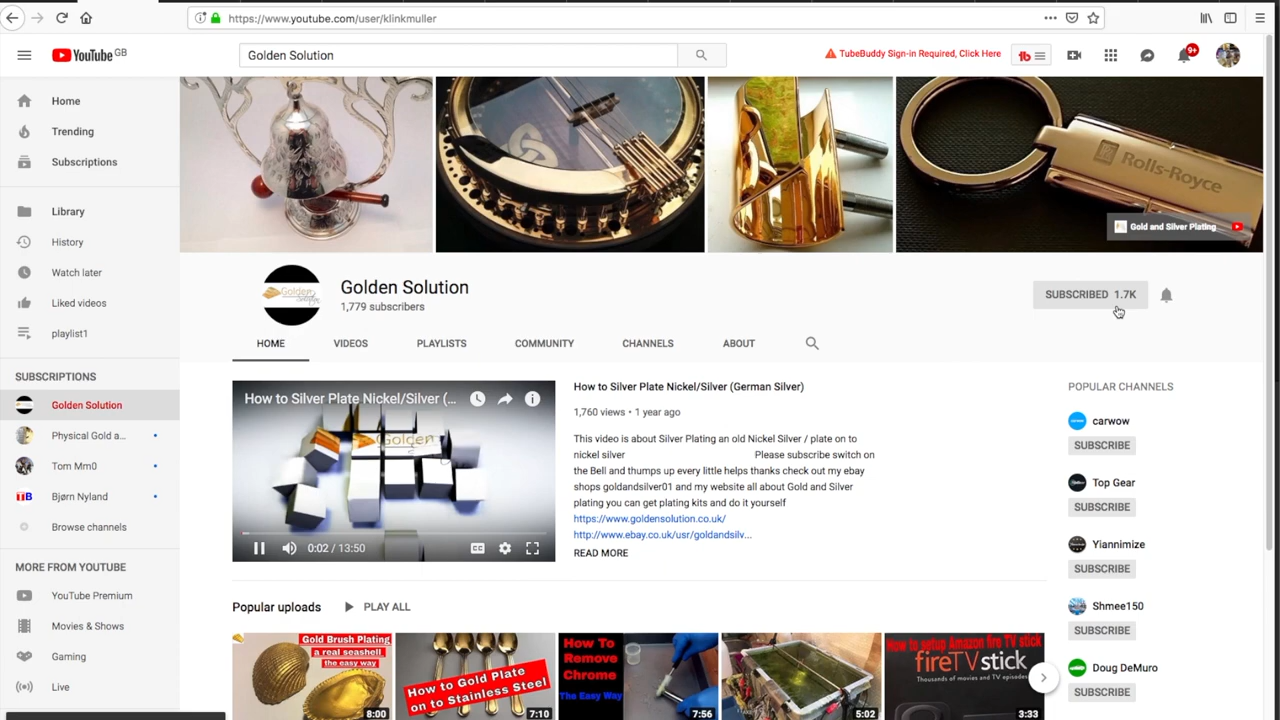 https://www.youtube.com/user/klinkmuller
YouTube GB
Golden Solution
TubeBuddy Sign-in Required, Click Here
tb
9+
Home
Trending
Subscriptions
Library
History
Watch later
Liked videos
playlist1
SUBSCRIPTIONS
Golden Solution
Physical Gold a...
Tom Mm0
Bjørn Nyland
Browse channels
MORE FROM YOUTUBE
YouTube Premium
Movies & Shows
Gaming
Live
Rolls-Royce
Gold and Silver Plating
Golden Solution
1,779 subscribers
SUBSCRIBED 1.7K
HOME
VIDEOS
PLAYLISTS
COMMUNITY
CHANNELS
ABOUT
How to Silver Plate Nickel/Silver (...
Golden
0:02 / 13:50
How to Silver Plate Nickel/Silver (German Silver)
1,760 views • 1 year ago
This video is about Silver Plating an old Nickel Silver / plate on to
nickel silver Please subscribe switch on
the Bell and thumps up every little helps thanks check out my ebay
shops goldandsilver01 and my website all about Gold and Silver
plating you can get plating kits and do it yourself
https://www.goldensolution.co.uk/
http://www.ebay.co.uk/usr/goldandsilv...
READ MORE
POPULAR CHANNELS
carwow
SUBSCRIBE
Top Gear
SUBSCRIBE
Yiannimize
SUBSCRIBE
Shmee150
SUBSCRIBE
Doug DeMuro
SUBSCRIBE
Popular uploads
PLAY ALL
Gold Brush Plating
a real seashell
the easy way
8:00
How to Gold Plate
on to Stainless Steel
7:10
How To
Remove
Chrome
The Easy Way
7:56
5:02
How to setup Amazon fire TV stick
fireTVstick
Thousands of movies and TV episodes
3:33